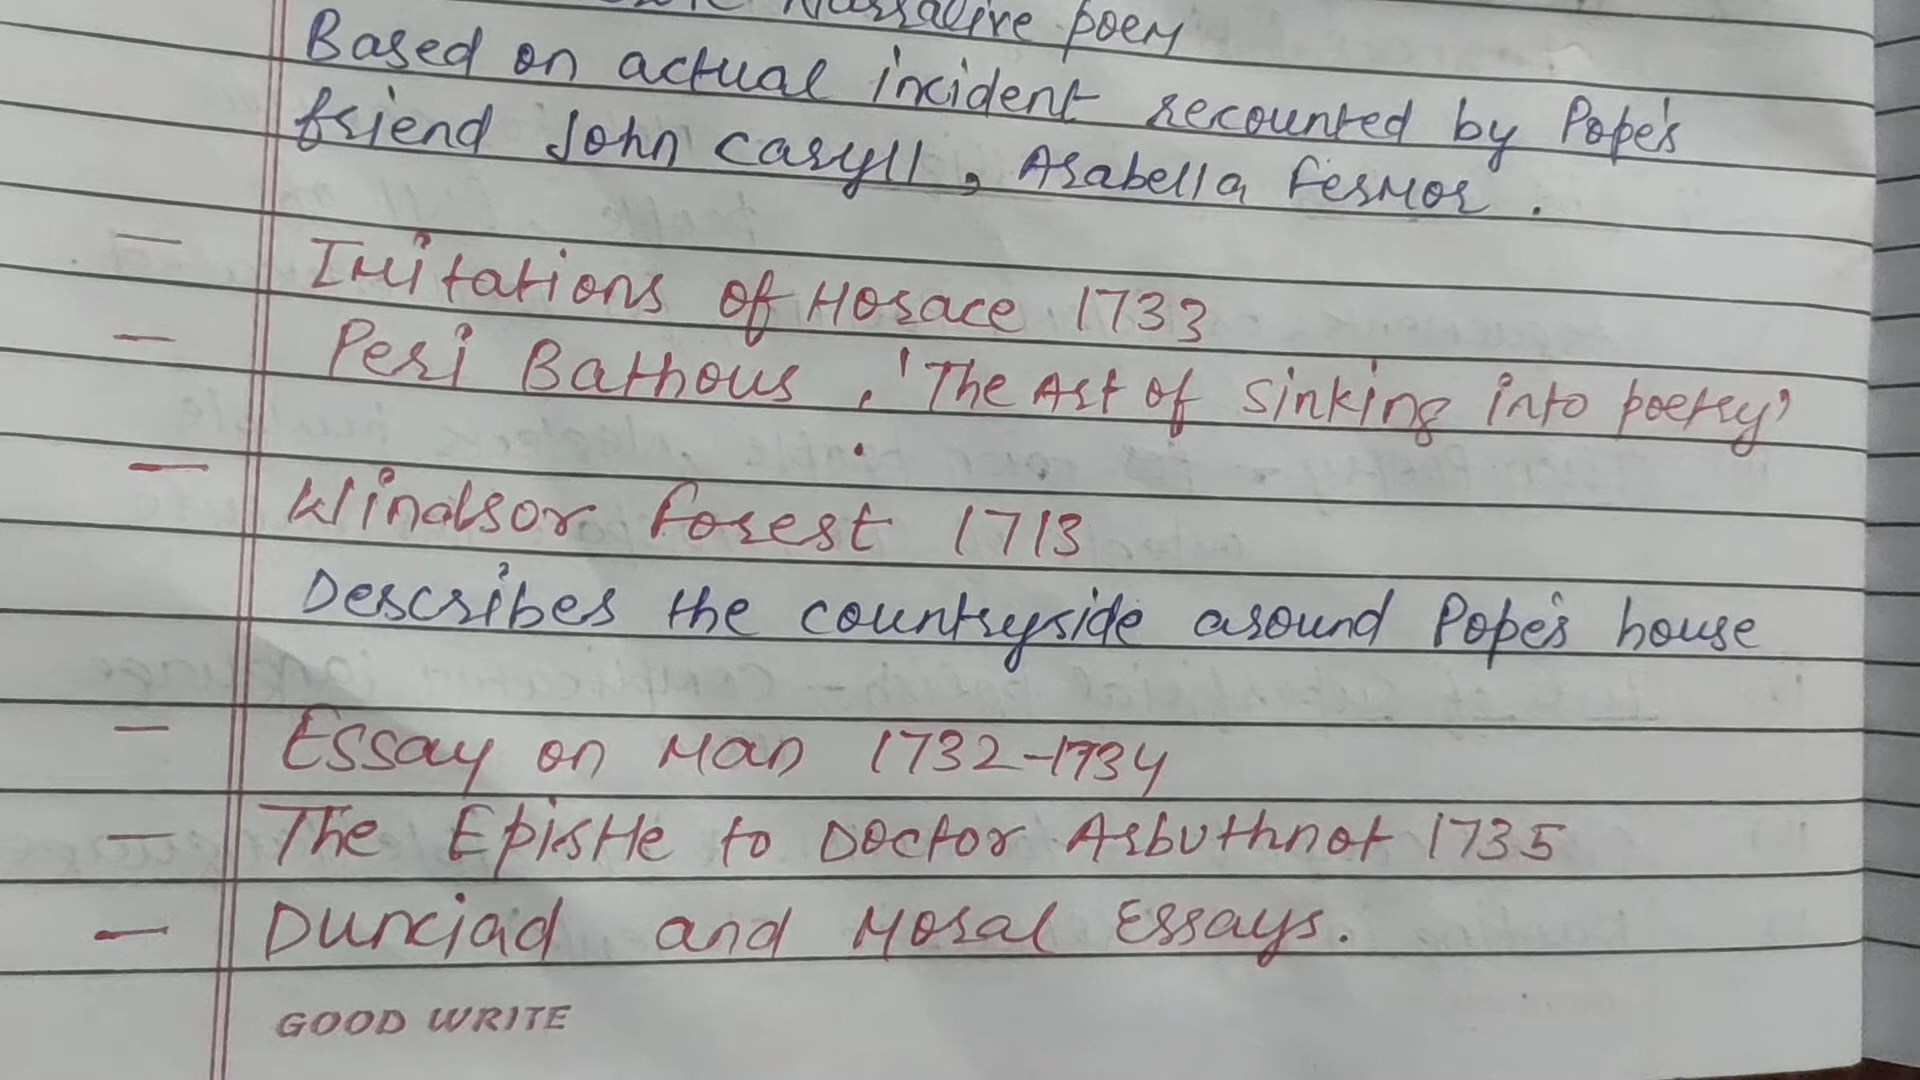 Narrative poem
Based on actual incident recounted by Pope's
friend John Caryll, Arabella Fermor.
— Imitations of Horace 1733
— Peri Bathous, 'The Art of Sinking into poetry'
— Windsor Forest 1713
Describes the countryside around Pope's house
— Essay on Man 1732-1734
— The Epistle to Doctor Arbuthnot 1735
— Dunciad and Moral Essays.
GOOD WRITE